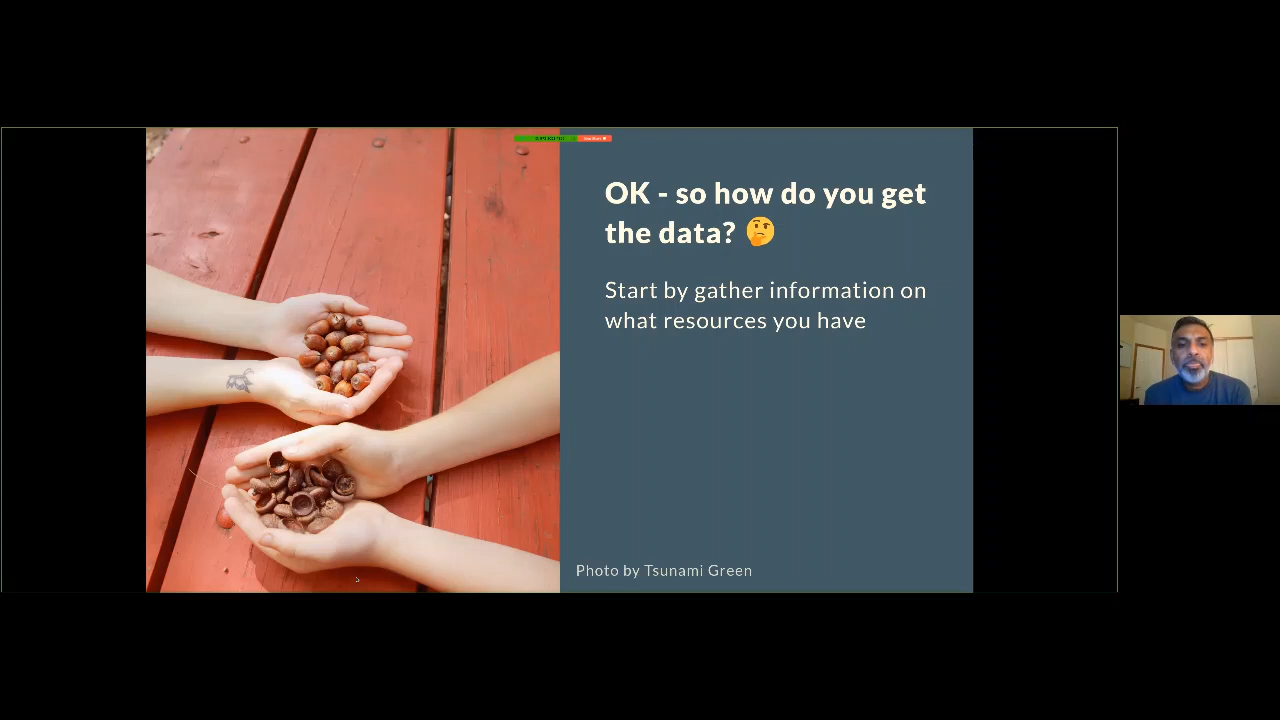 OK - so how do you get
the data? 🤔
Start by gather information on
what resources you have
Photo by Tsunami Green